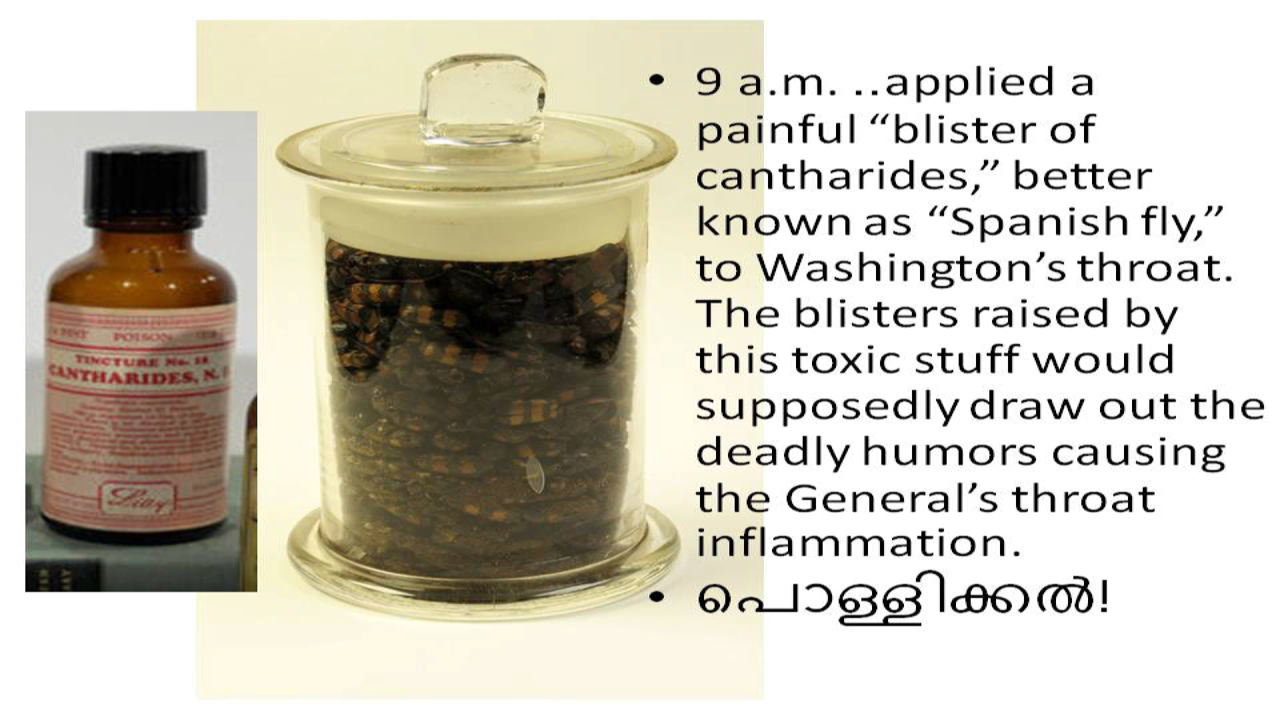 POISON
TINCTURE No. 18
CANTHARIDES, N.
Lilly
• 9 a.m. ..applied a
painful “blister of
cantharides,” better
known as “Spanish fly,”
to Washington’s throat.
The blisters raised by
this toxic stuff would
supposedly draw out the
deadly humors causing
the General’s throat
inflammation.
• പൊള്ളിക്കൽ!